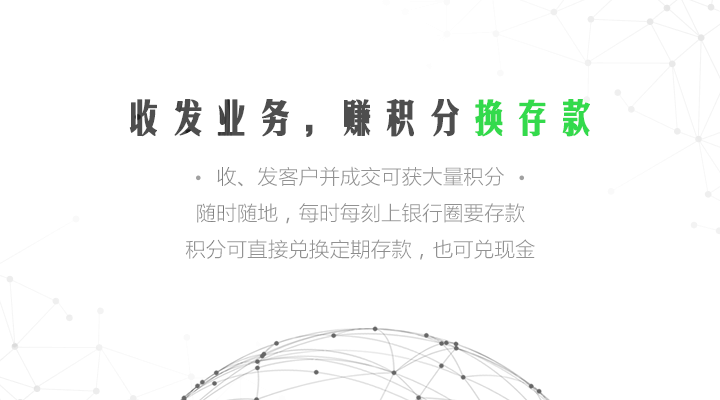 收发业务，赚积分换存款
• 收、发客户并成交可获大量积分 •
随时随地，每时每刻上银行圈要存款
积分可直接兑换定期存款，也可兑现金